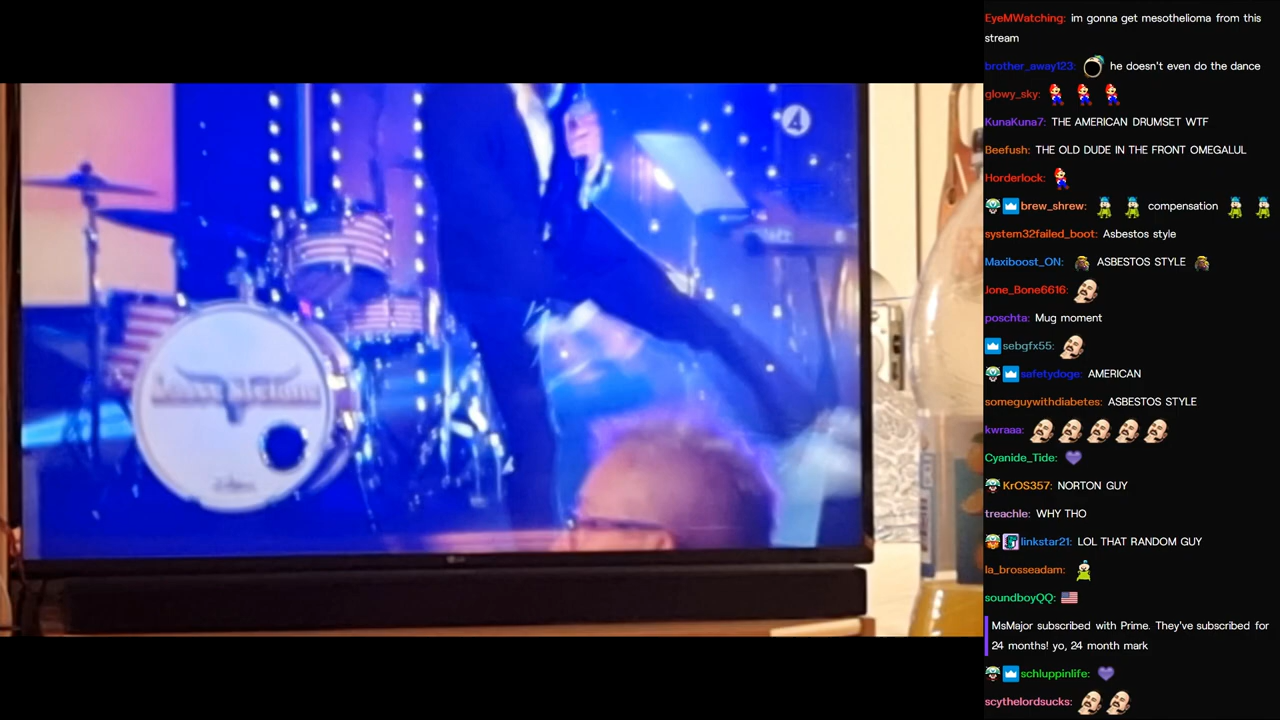 4
LG
EyeMWatching: im gonna get mesothelioma from this
stream
brother_away123: he doesn't even do the dance
glowy_sky:
KunaKuna7: THE AMERICAN DRUMSET WTF
Beefush: THE OLD DUDE IN THE FRONT OMEGALUL
Horderlock:
brew_shrew: compensation
system32failed_boot: Asbestos style
Maxiboost_ON: ASBESTOS STYLE
Jone_Bone6616:
poschta: Mug moment
sebgfx55:
safetydoge: AMERICAN
someguywithdiabetes: ASBESTOS STYLE
kwraaa:
Cyanide_Tide:
KrOS357: NORTON GUY
treachle: WHY THO
linkstar21: LOL THAT RANDOM GUY
la_brosseadam:
soundboyQQ:
MsMajor subscribed with Prime. They've subscribed for
24 months! yo, 24 month mark
schluppinlife:
scythelordsucks: